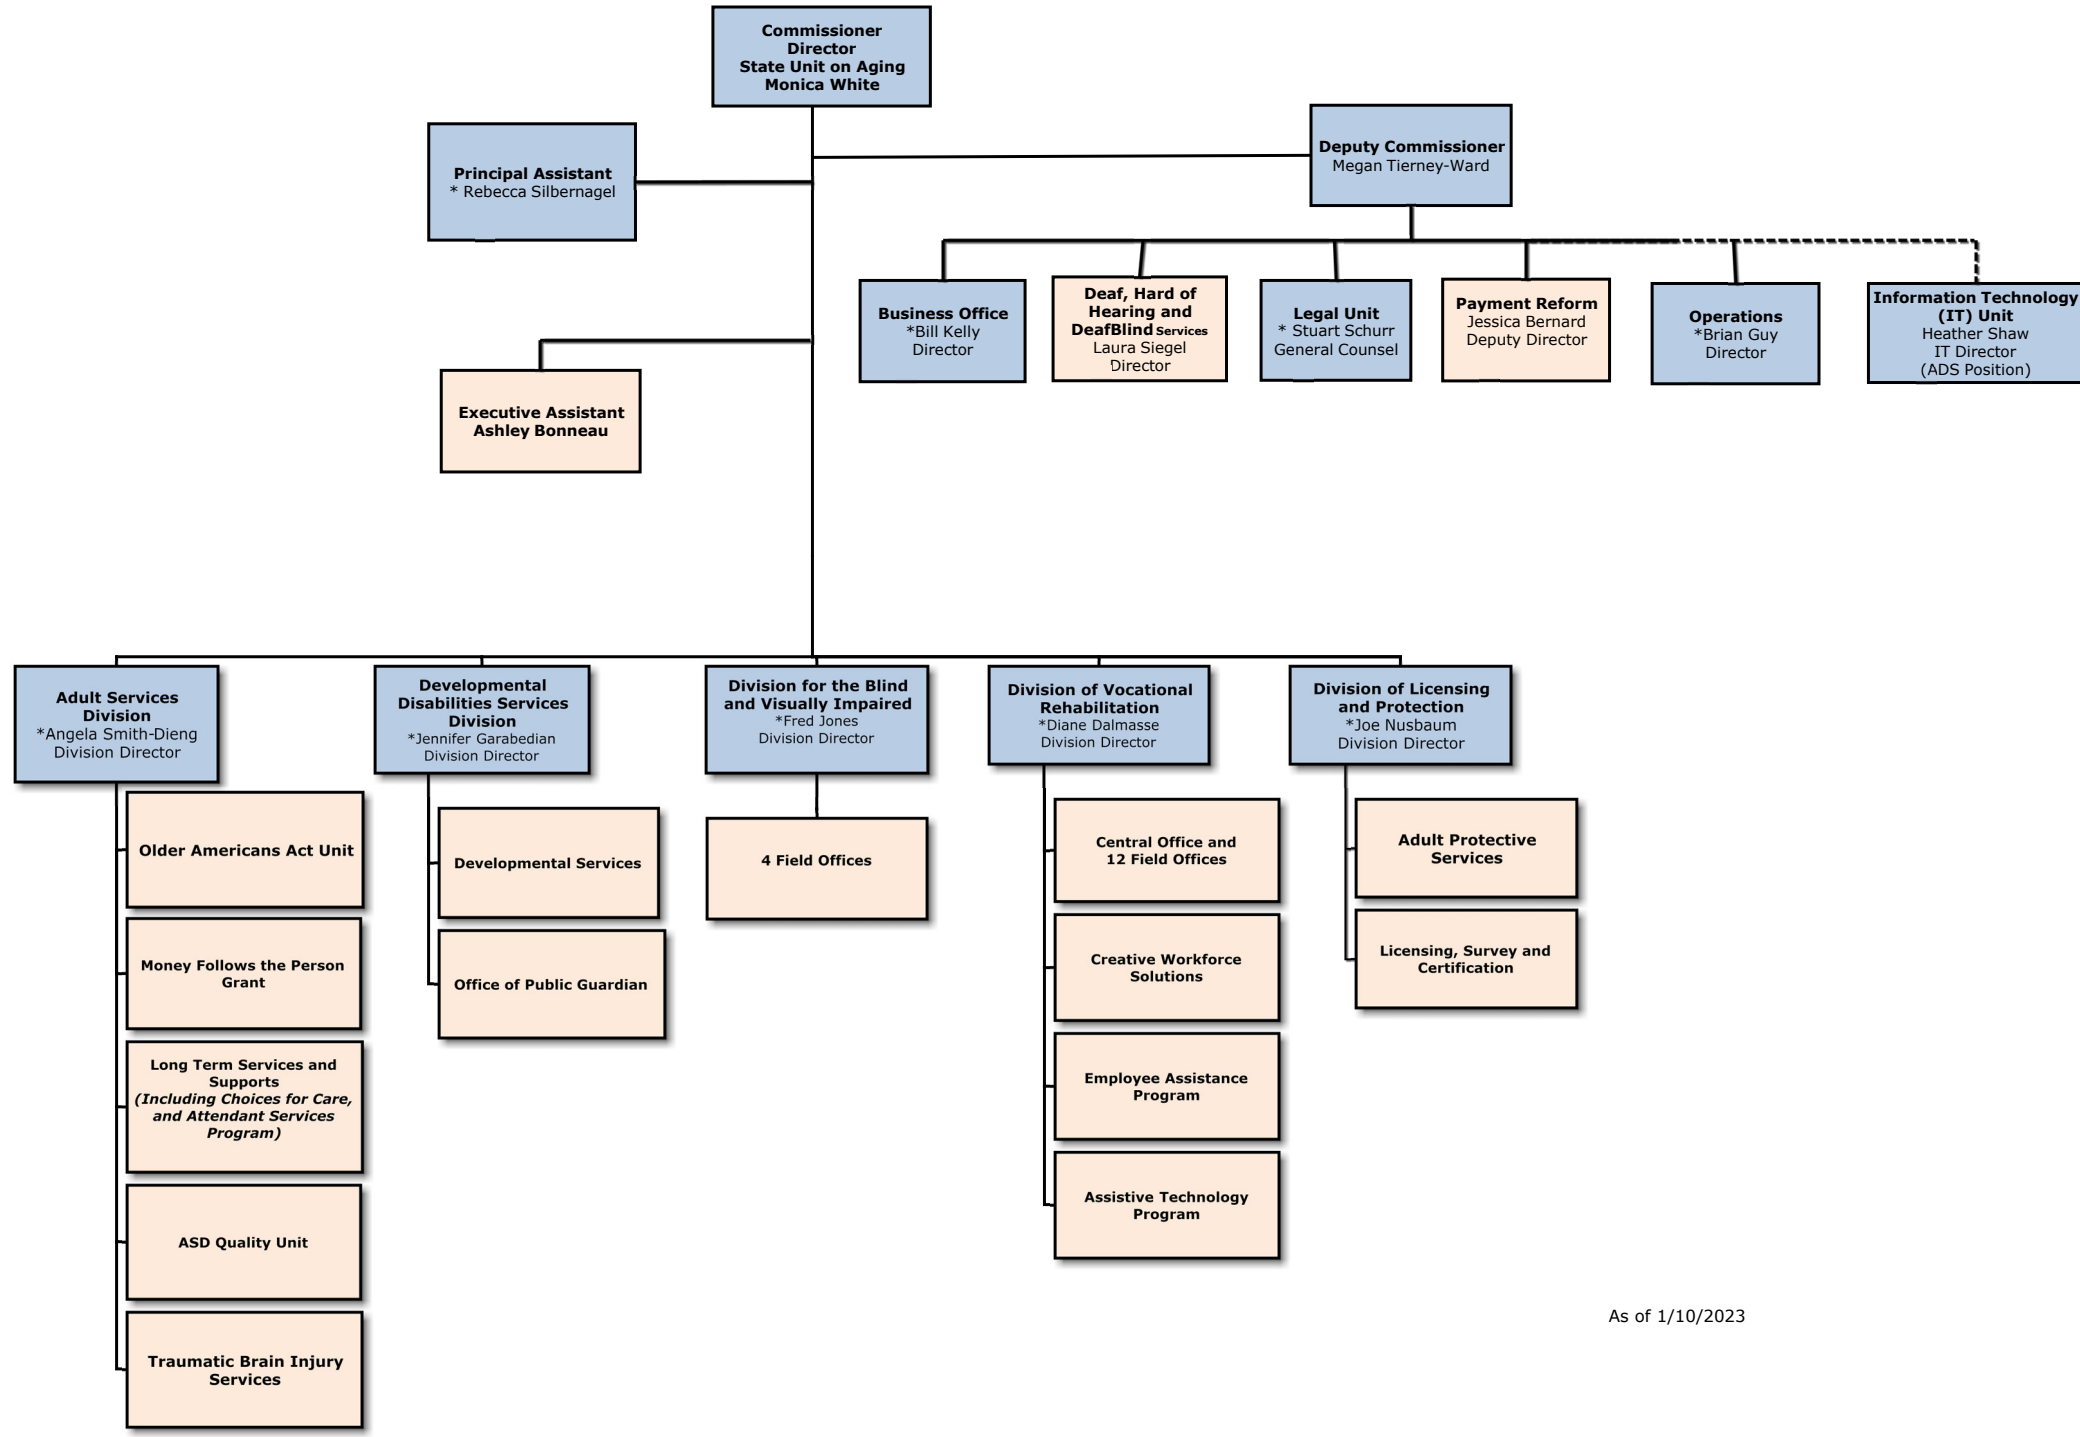 Commissioner
Director
State Unit on Aging
Monica White
Deputy Commissioner
Megan Tierney-Ward
Principal Assistant
* Rebecca Silbernagel
Business Office
*Bill Kelly
Director
Deaf, Hard of
Hearing and
DeafBlind Services
Laura Siegel
Director
Legal Unit
* Stuart Schurr
General Counsel
Payment Reform
Jessica Bernard
Deputy Director
Operations
*Brian Guy
Director
Information Technology
(IT) Unit
Heather Shaw
IT Director
(ADS Position)
Executive Assistant
Ashley Bonneau
Adult Services
Division
*Angela Smith-Dieng
Division Director
Developmental
Disabilities Services
Division
*Jennifer Garabedian
Division Director
Division for the Blind
and Visually Impaired
*Fred Jones
Division Director
Division of Vocational
Rehabilitation
*Diane Dalmasse
Division Director
Division of Licensing
and Protection
*Joe Nusbaum
Division Director
Older Americans Act Unit
Money Follows the Person
Grant
Long Term Services and
Supports
(Including Choices for Care,
and Attendant Services
Program)
ASD Quality Unit
Traumatic Brain Injury
Services
Developmental Services
Office of Public Guardian
4 Field Offices
Central Office and
12 Field Offices
Creative Workforce
Solutions
Employee Assistance
Program
Assistive Technology
Program
Adult Protective
Services
Licensing, Survey and
Certification
As of 1/10/2023